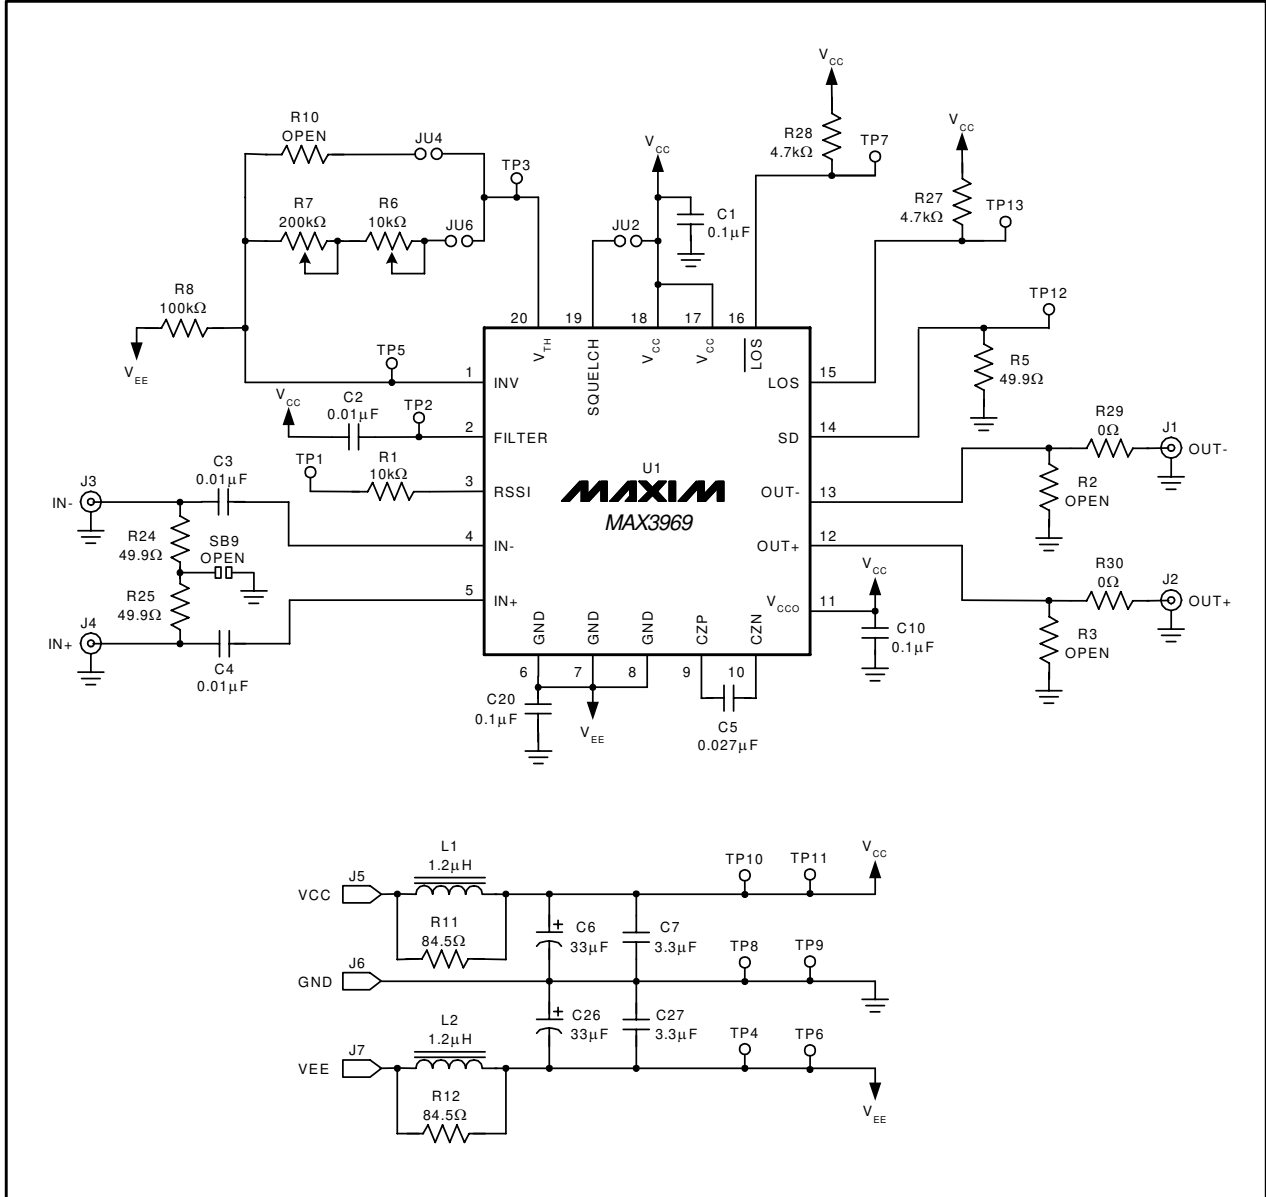 V_CC
R10
OPEN
JU4
TP3
R7
200kΩ
R6
10kΩ
JU6
R8
100kΩ
V_EE
TP5
V_CC
C2
0.01µF
TP2
TP1
R1
10kΩ
J3
IN-
C3
0.01µF
R24
49.9Ω
SB9
OPEN
R25
49.9Ω
J4
IN+
C4
0.01µF
V_CC
JU2
C1
0.1µF
R28
4.7kΩ
TP7
V_CC
R27
4.7kΩ
TP13
TP12
R5
49.9Ω
R29
0Ω
J1
OUT-
R2
OPEN
R30
0Ω
J2
OUT+
R3
OPEN
V_CC
C10
0.1µF
20
19
18
17
16
V_TH
SQUELCH
V_CC
V_CC
LOS
1
INV
2
FILTER
3
RSSI
4
IN-
5
IN+
U1
MAXIM
MAX3969
LOS
15
SD
14
OUT-
13
OUT+
12
V_CCO
11
GND
GND
GND
CZP
CZN
6
7
8
9
10
C20
0.1µF
V_EE
C5
0.027µF
L1
1.2µH
J5
VCC
R11
84.5Ω
C6
+
33µF
C7
3.3µF
TP10
TP11
V_CC
J6
GND
TP8
TP9
C26
+
33µF
C27
3.3µF
L2
1.2µH
J7
VEE
R12
84.5Ω
TP4
TP6
V_EE